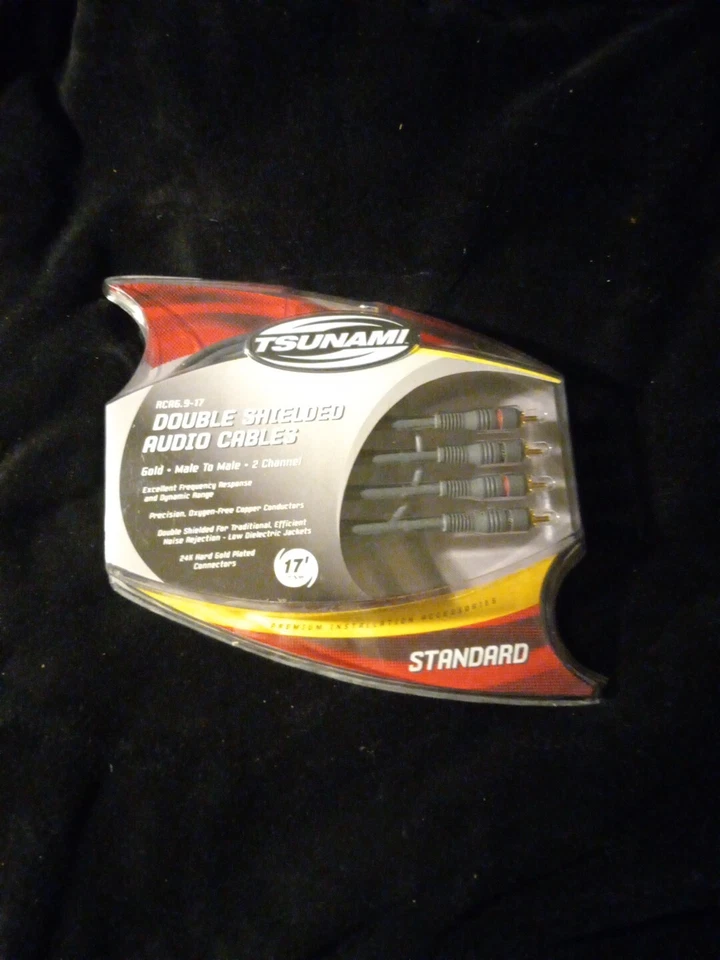 TSUNAMI
RCA6.9-17
DOUBLE SHIELDED
AUDIO CABLES
Gold - Male To Male - 2 Channel
Excellent Frequency Response
and Dynamic Range
Precision, Oxygen-Free Copper Conductors
Double Shielded For Traditional, Efficient
Noise Rejection - Low Dielectric Jackets
24K Hard Gold Plated
Connectors
17'
PREMIUM INSTALLATION ACCESSORIES
STANDARD